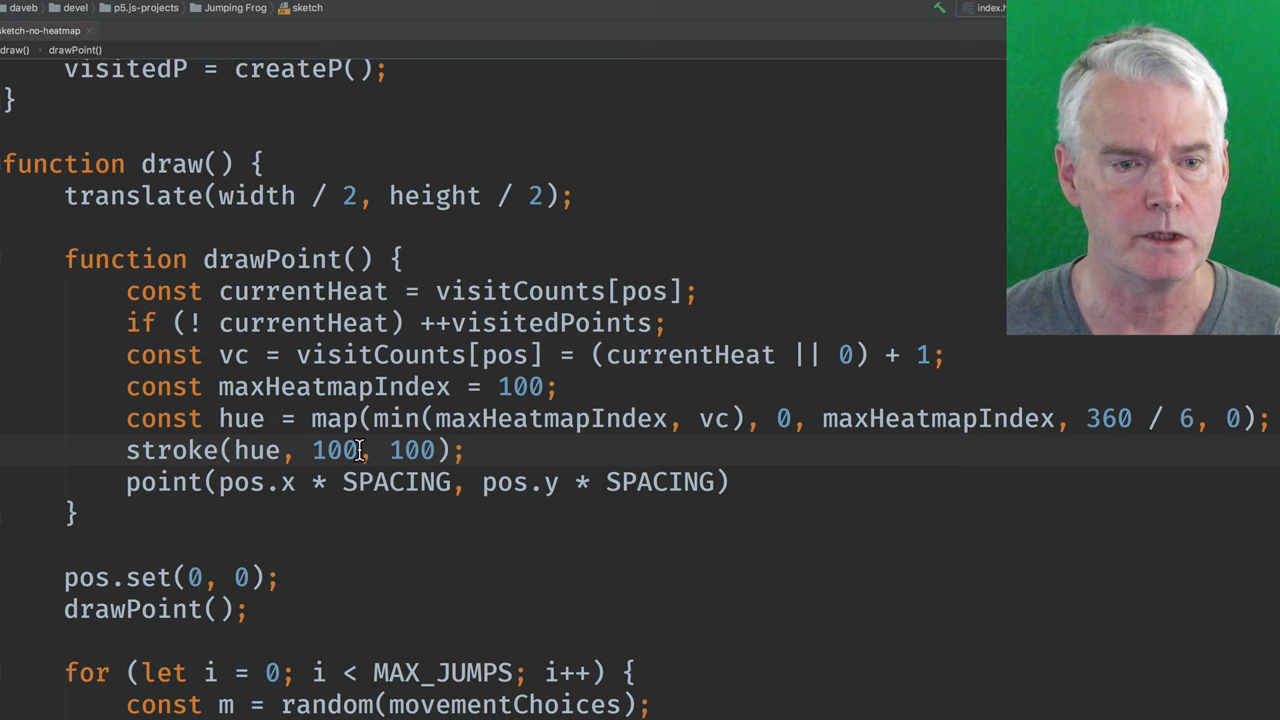 daveb devel p5.js-projects Jumping Frog sketch
sketch-no-heatmap
draw() drawPoint()
visitedP = createP();
}
function draw() {
translate(width / 2, height / 2);
function drawPoint() {
const currentHeat = visitCounts[pos];
if (! currentHeat) ++visitedPoints;
const vc = visitCounts[pos] = (currentHeat || 0) + 1;
const maxHeatmapIndex = 100;
const hue = map(min(maxHeatmapIndex, vc), 0, maxHeatmapIndex, 360 / 6, 0);
stroke(hue, 100, 100);
point(pos.x * SPACING, pos.y * SPACING)
}
pos.set(0, 0);
drawPoint();
for (let i = 0; i < MAX_JUMPS; i++) {
const m = random(movementChoices);